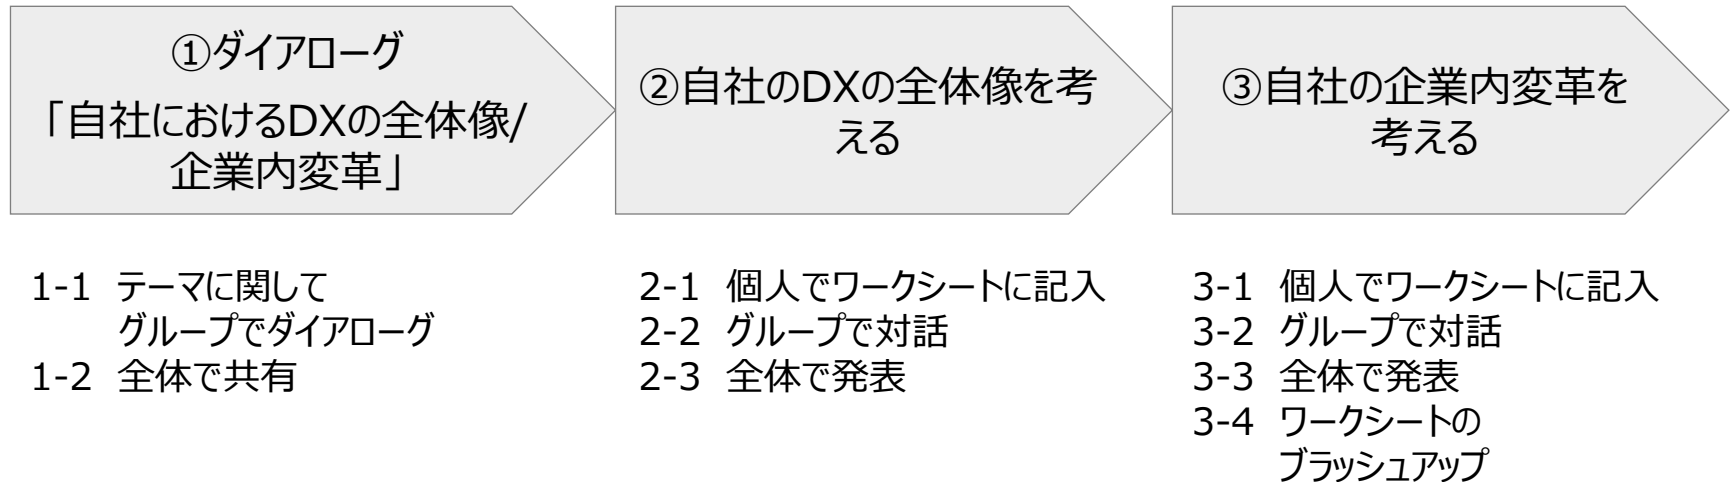 ①ダイアローグ
「自社におけるDXの全体像/
企業内変革」
②自社のDXの全体像を考
える
③自社の企業内変革を
考える
1-1 テーマに関して
グループでダイアローグ
1-2 全体で共有
2-1 個人でワークシートに記入
2-2 グループで対話
2-3 全体で発表
3-1 個人でワークシートに記入
3-2 グループで対話
3-3 全体で発表
3-4 ワークシートの
ブラッシュアップ